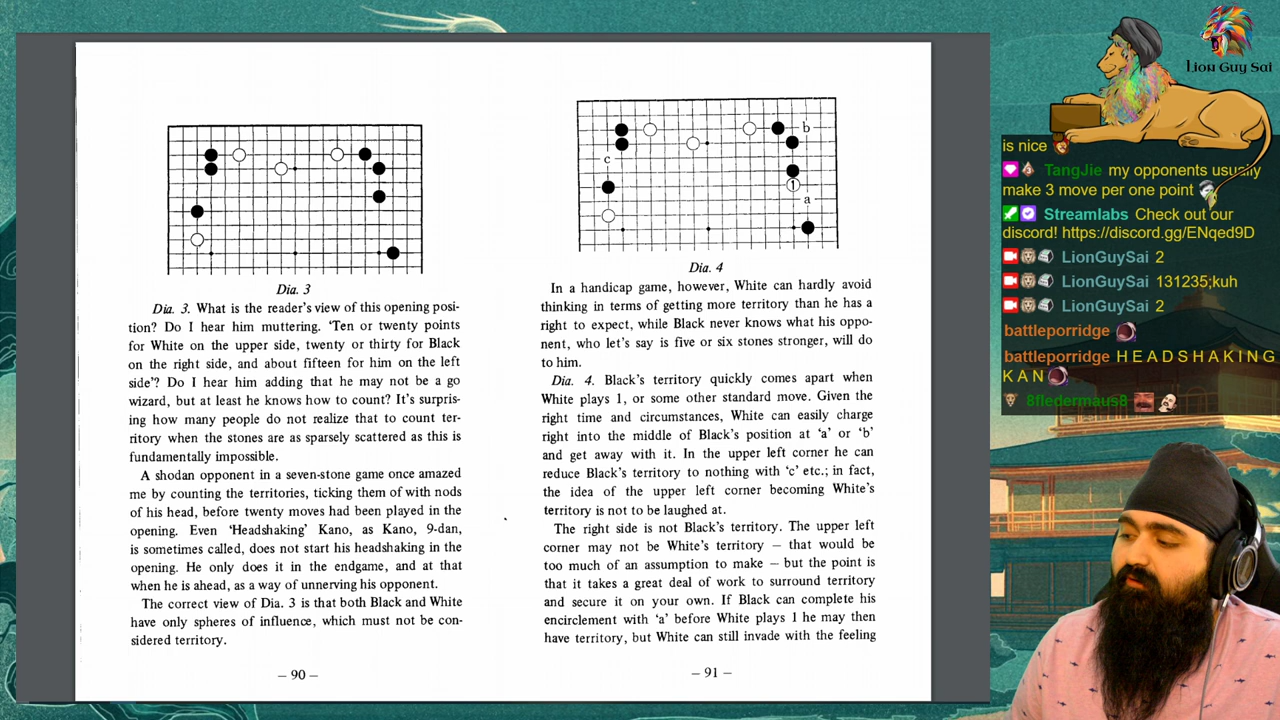 Dia. 3
Dia. 3. What is the reader's view of this opening posi-
tion? Do I hear him muttering. 'Ten or twenty points
for White on the upper side, twenty or thirty for Black
on the right side, and about fifteen for him on the left
side'? Do I hear him adding that he may not be a go
wizard, but at least he knows how to count? It's surpris-
ing how many people do not realize that to count ter-
ritory when the stones are as sparsely scattered as this is
fundamentally impossible.
A shodan opponent in a seven-stone game once amazed
me by counting the territories, ticking them of with nods
of his head, before twenty moves had been played in the
opening. Even 'Headshaking' Kano, as Kano, 9-dan,
is sometimes called, does not start his headshaking in the
opening. He only does it in the endgame, and at that
when he is ahead, as a way of unnerving his opponent.
The correct view of Dia. 3 is that both Black and White
have only spheres of influence, which must not be con-
sidered territory.
– 90 –
b
c
1
a
Dia. 4
In a handicap game, however, White can hardly avoid
thinking in terms of getting more territory than he has a
right to expect, while Black never knows what his oppo-
nent, who let's say is five or six stones stronger, will do
to him.
Dia. 4. Black's territory quickly comes apart when
White plays 1, or some other standard move. Given the
right time and circumstances, White can easily charge
right into the middle of Black's position at 'a' or 'b'
and get away with it. In the upper left corner he can
reduce Black's territory to nothing with 'c' etc.; in fact,
the idea of the upper left corner becoming White's
territory is not to be laughed at.
The right side is not Black's territory. The upper left
corner may not be White's territory – that would be
too much of an assumption to make – but the point is
that it takes a great deal of work to surround territory
and secure it on your own. If Black can complete his
encirclement with 'a' before White plays 1 he may then
have territory, but White can still invade with the feeling
– 91 –
Lion Guy Sai
is nice
TangJie my opponents usually
make 3 move per one point
Streamlabs Check out our
discord! https://discord.gg/ENqed9D
LionGuySai 2
LionGuySai 131235;kuh
LionGuySai 2
battleporridge
battleporridge H E A D S H A K I N G
K A N
8fledermaus8